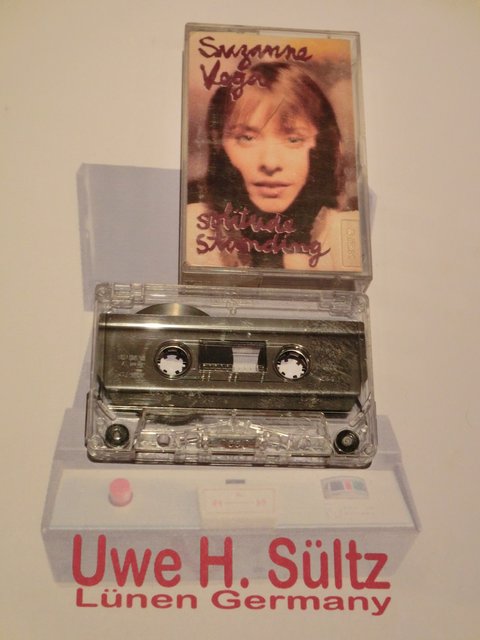 Suzanne
Vega
Solitude
Standing
Uwe H. Sültz
Lünen Germany